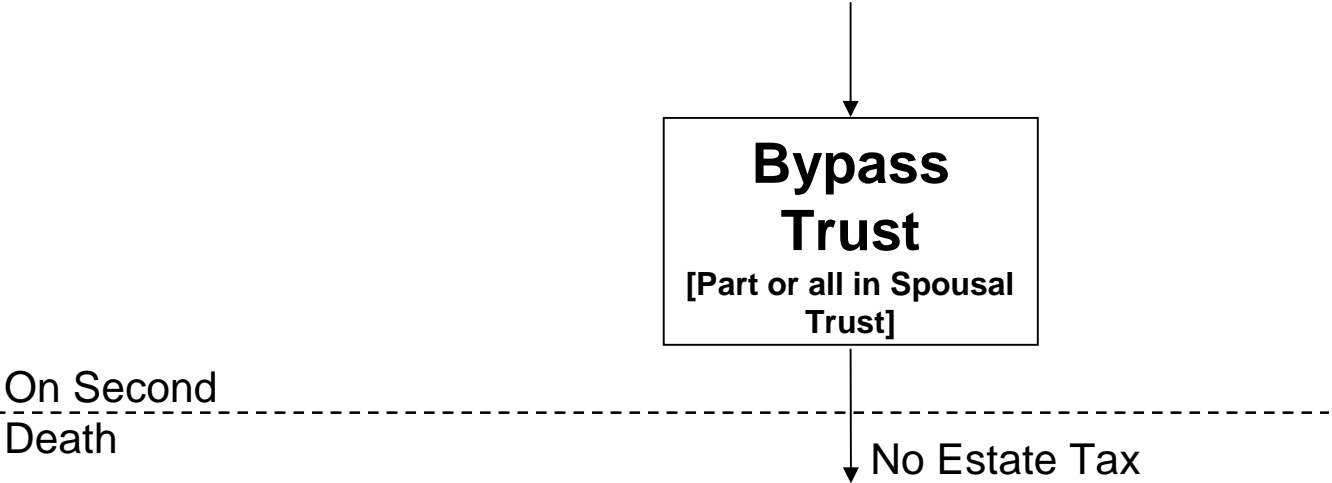 Bypass
Trust
[Part or all in Spousal
Trust]
On Second
Death
No Estate Tax